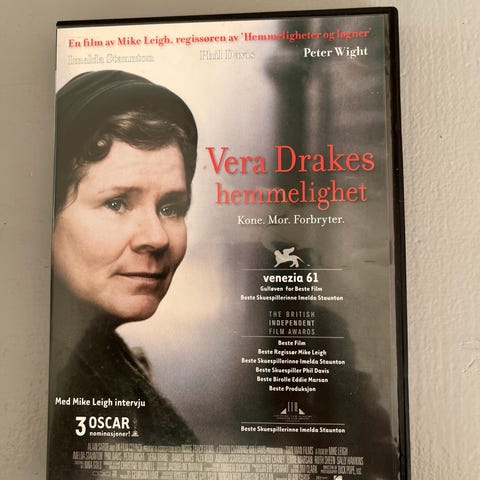 En film av Mike Leigh, regissøren av 'Hemmeligheter og løgner'
Imelda Staunton Phil Davis Peter Wight
Vera Drakes
hemmelighet
Kone. Mor. Forbryter.
venezia 61
Gulløven for Beste Film
Beste Skuespillerinne Imelda Staunton
THE BRITISH
INDEPENDENT
FILM AWARDS
Beste Film
Beste Regissør Mike Leigh
Beste Skuespillerinne Imelda Staunton
Beste Skuespiller Phil Davis
Beste Birolle Eddie Marsan
Beste Produksjon
Beste Skuespillerinne Imelda Staunton
Med Mike Leigh intervju
3 OSCAR
nominasjoner!